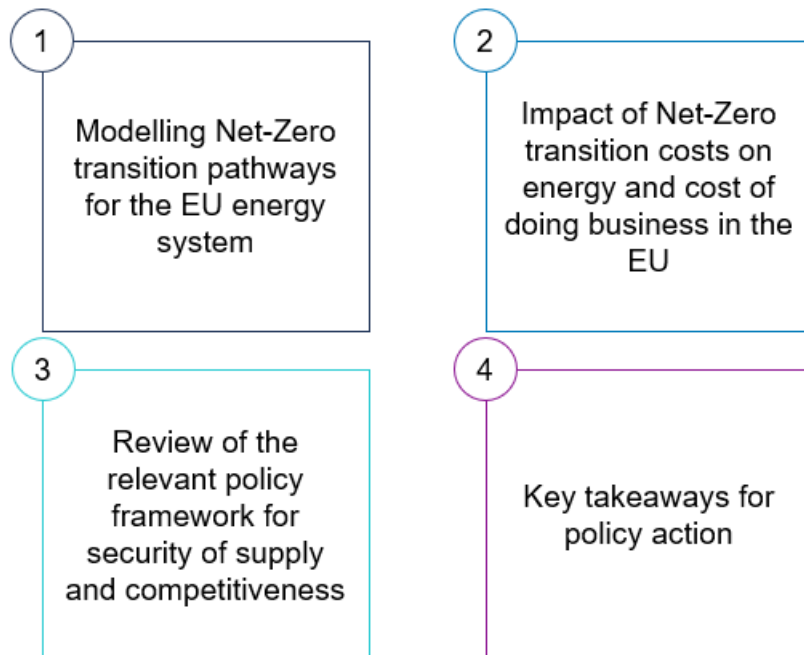 1
Modelling Net-Zero
transition pathways
for the EU energy
system
2
Impact of Net-Zero
transition costs on
energy and cost of
doing business in the
EU
3
Review of the
relevant policy
framework for
security of supply
and competitiveness
4
Key takeaways for
policy action